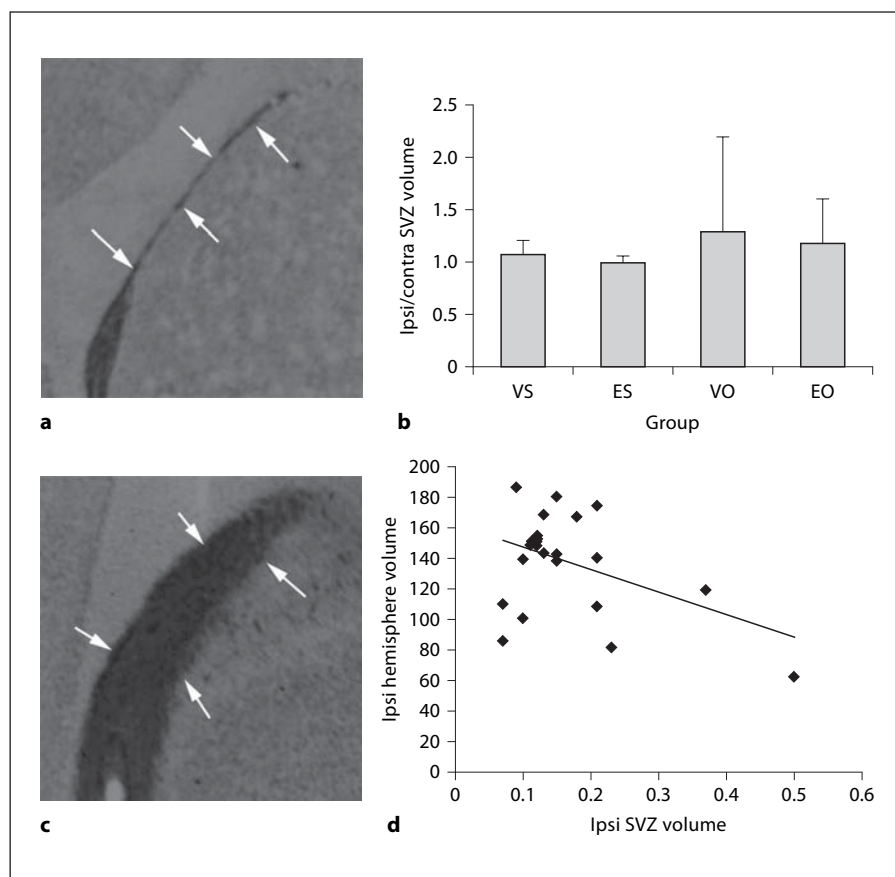 a
2.5
2.0
1.5
1.0
0.5
0
Ipsi/contra SVZ volume
VS ES VO EO
Group
b
c
200
180
160
140
120
100
80
60
40
20
0
Ipsi hemisphere volume
0 0.1 0.2 0.3 0.4 0.5 0.6
Ipsi SVZ volume
d